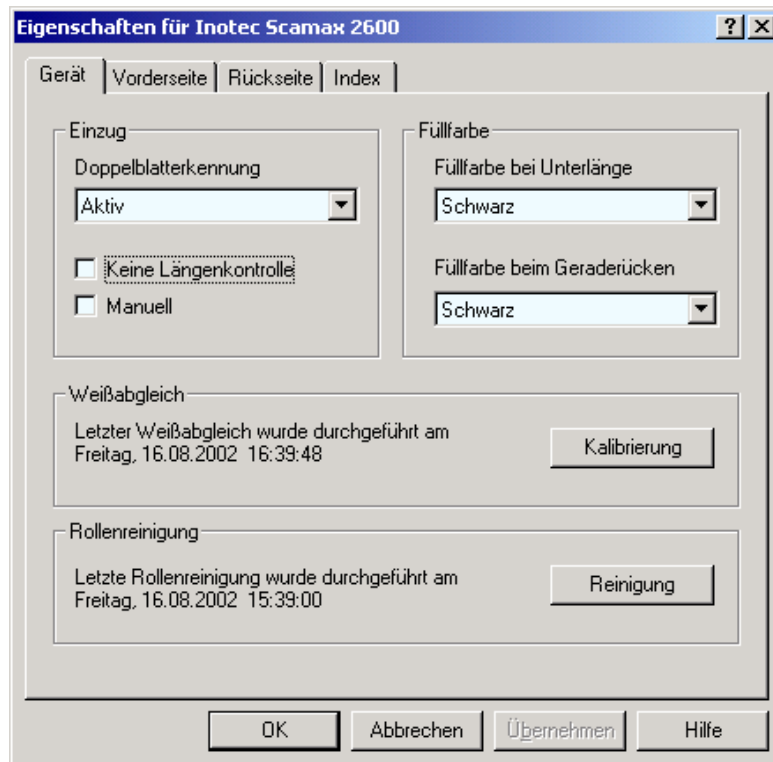 Eigenschaften für Inotec Scamax 2600
Gerät
Vorderseite
Rückseite
Index
Einzug
Doppelblatterkennung
Aktiv
Keine Längenkontrolle
Manuell
Füllfarbe
Füllfarbe bei Unterlänge
Schwarz
Füllfarbe beim Geraderücken
Schwarz
Weißabgleich
Letzter Weißabgleich wurde durchgeführt am
Freitag, 16.08.2002 16:39:48
Kalibrierung
Rollenreinigung
Letzte Rollenreinigung wurde durchgeführt am
Freitag, 16.08.2002 15:39:00
Reinigung
OK
Abbrechen
Übernehmen
Hilfe